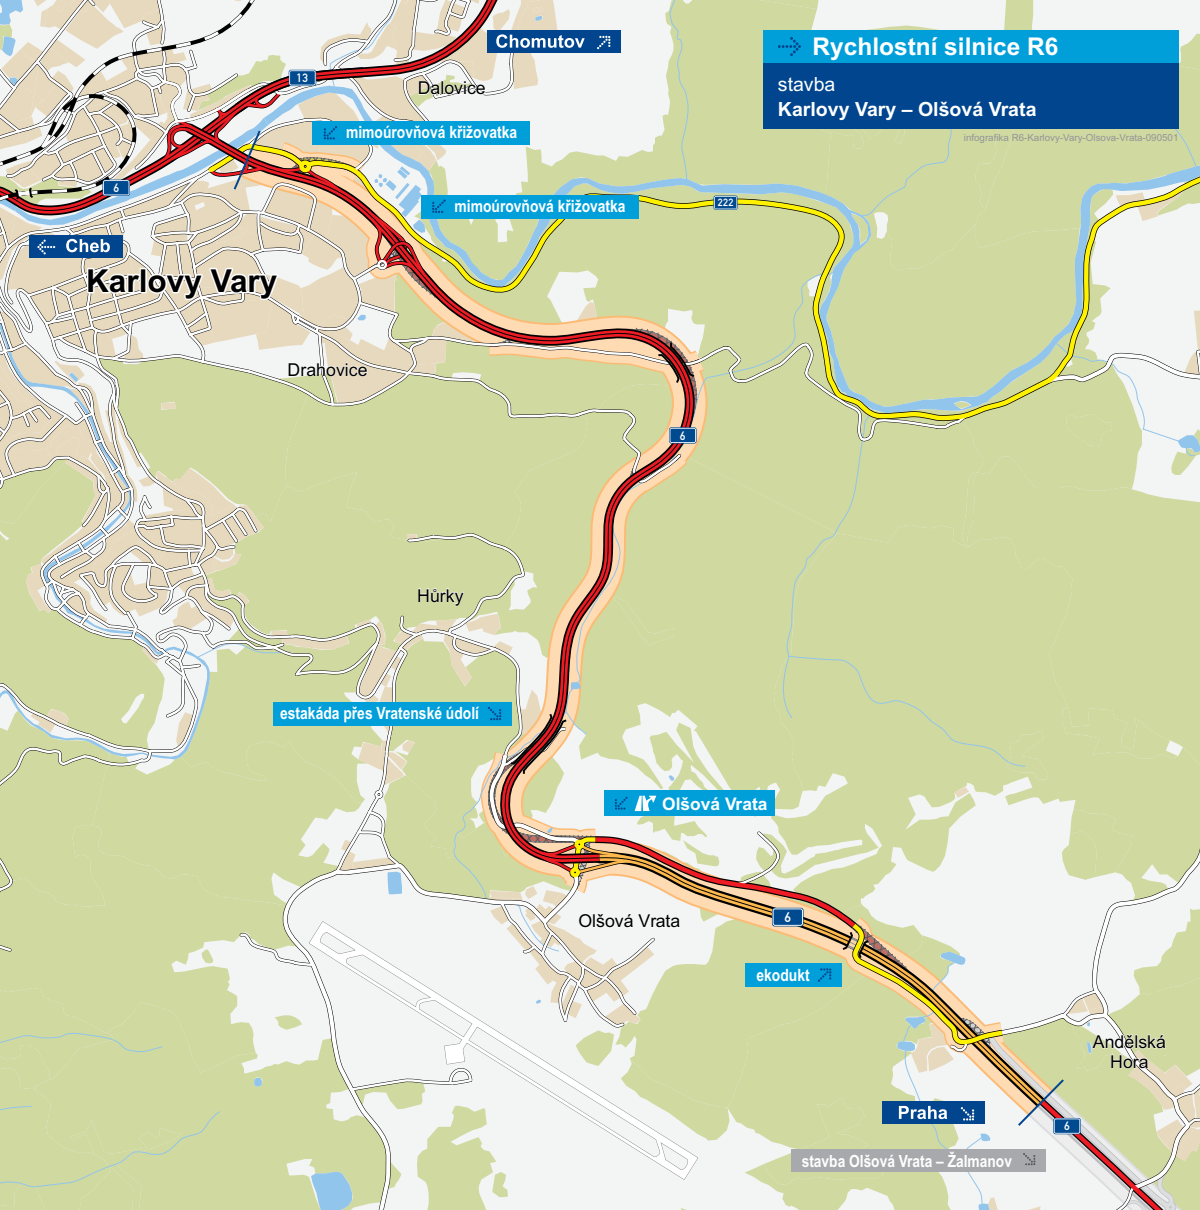 Chomutov
Rychlostní silnice R6
stavba
Karlovy Vary – Olšová Vrata
infografika R6-Karlovy-Vary-Olsova-Vrata-090501
13
Dalovice
mimoúrovňová křižovatka
6
mimoúrovňová křižovatka
222
Cheb
Karlovy Vary
Drahovice
6
Hůrky
estakáda přes Vratenské údolí
Olšová Vrata
6
Olšová Vrata
ekodukt
Andělská
Hora
Praha
6
stavba Olšová Vrata – Žalmanov